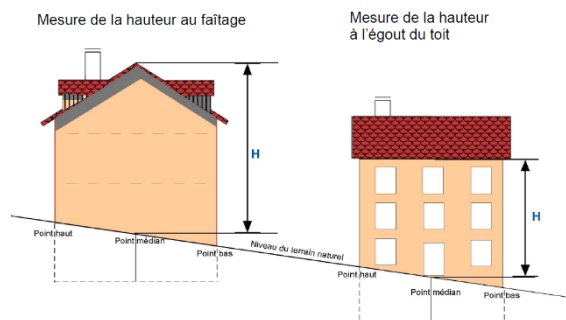 Mesure de la hauteur au faîtage
Mesure de la hauteur
à l'égout du toit
H
H
Point haut
Point médian
Point bas
Niveau du terrain naturel
Point haut
Point médian
Point bas